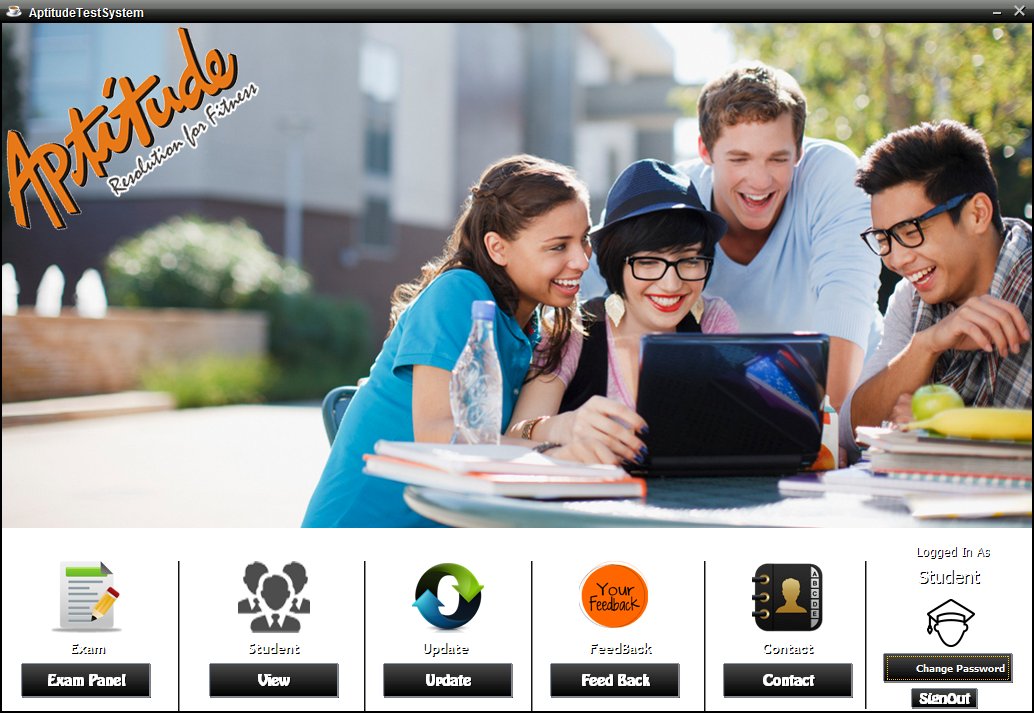 AptitudeTestSystem
Aptitude
Resolution for Fitness
Logged In As
Student
Your
Feedback
A
B
C
D
E
Exam
Student
Update
FeedBack
Contact
Exam Panel
View
Update
Feed Back
Contact
Change Password
SignOut